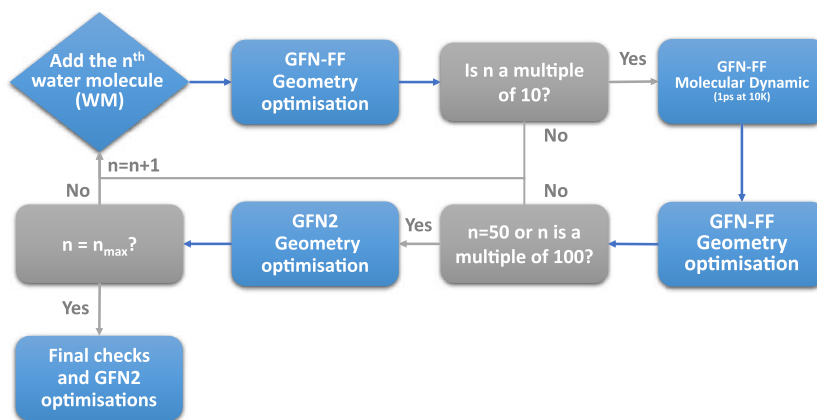 Add the nth
water molecule
(WM)
GFN-FF
Geometry
optimisation
Is n a multiple
of 10?
Yes
GFN-FF
Molecular Dynamic
(1ps at 10K)
No
n=n+1
No
No
n = nmax?
GFN2
Geometry
optimisation
Yes
n=50 or n is a
multiple of 100?
GFN-FF
Geometry
optimisation
Yes
Final checks
and GFN2
optimisations